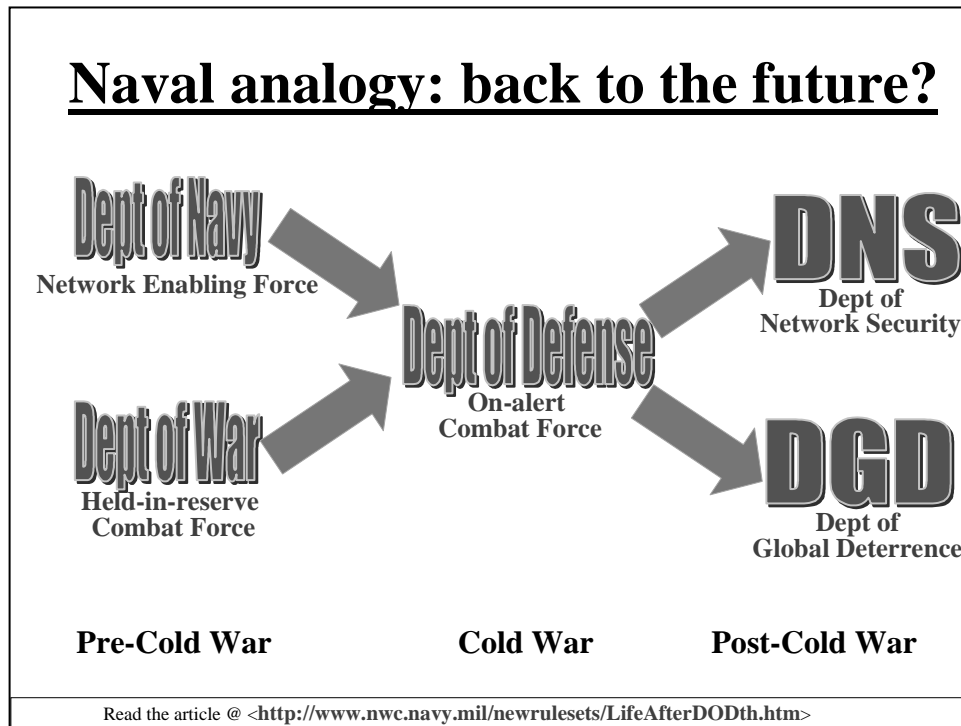 Naval analogy: back to the future?
Dept of Navy
Network Enabling Force
Dept of War
Held-in-reserve
Combat Force
Dept of Defense
On-alert
Combat Force
DNS
Dept of
Network Security
DGD
Dept of
Global Deterrence
Pre-Cold War
Cold War
Post-Cold War
Read the article @ <http://www.nwc.navy.mil/newrulesets/LifeAfterDODth.htm>